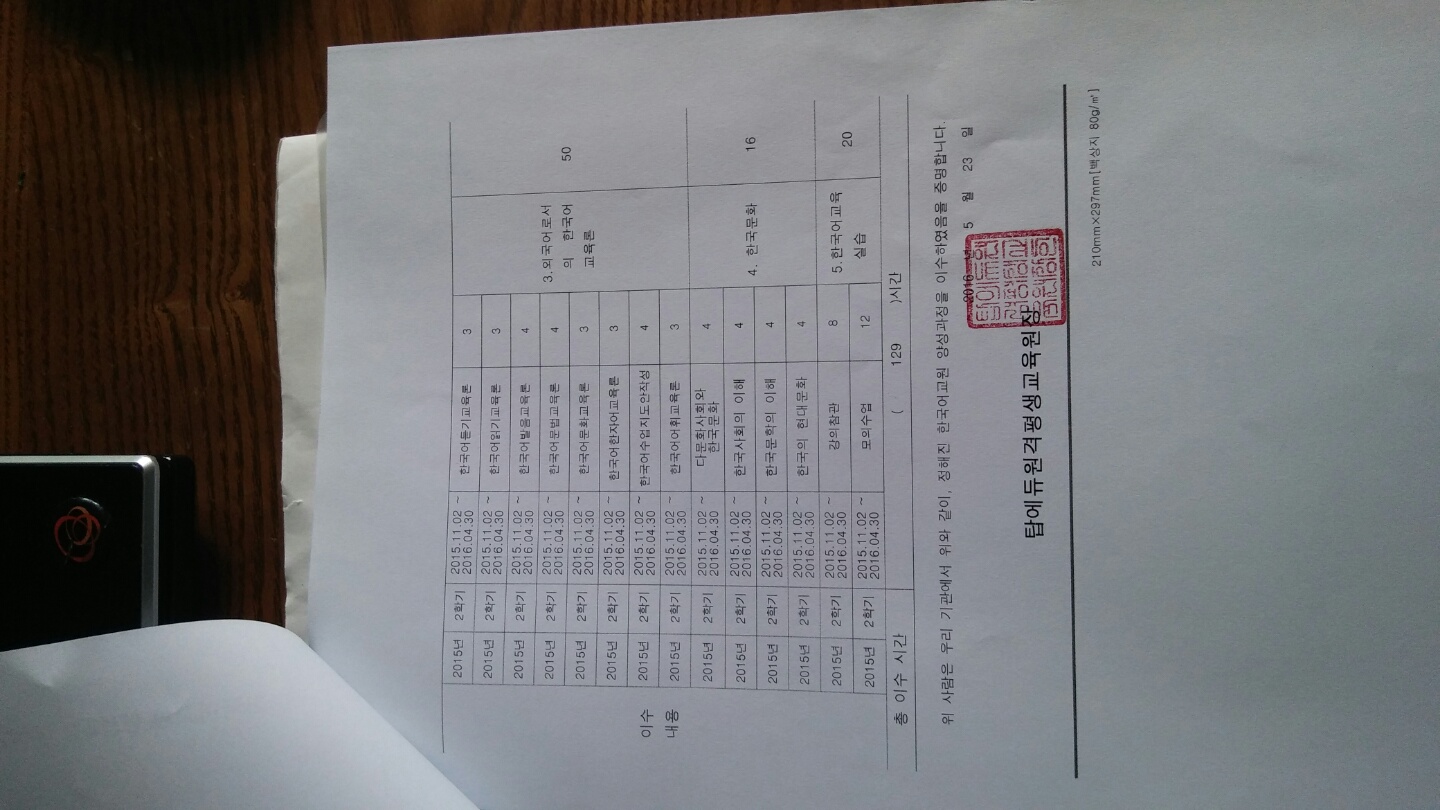 이수
내용
2015년 2학기 2015.11.02 ~ 2016.04.30 한국어듣기교육론 3 3.외국어로서의 한국어 교육론 50
2015년 2학기 2015.11.02 ~ 2016.04.30 한국어읽기교육론 3
2015년 2학기 2015.11.02 ~ 2016.04.30 한국어발음교육론 4
2015년 2학기 2015.11.02 ~ 2016.04.30 한국어문법교육론 4
2015년 2학기 2015.11.02 ~ 2016.04.30 한국어문화교육론 3
2015년 2학기 2015.11.02 ~ 2016.04.30 한국어한자어교육론 3
2015년 2학기 2015.11.02 ~ 2016.04.30 한국어수업지도안작성 4
2015년 2학기 2015.11.02 ~ 2016.04.30 한국어어휘교육론 3
2015년 2학기 2015.11.02 ~ 2016.04.30 다문화사회와 한국문화 4 4. 한국문화 16
2015년 2학기 2015.11.02 ~ 2016.04.30 한국사회의 이해 4
2015년 2학기 2015.11.02 ~ 2016.04.30 한국문학의 이해 4
2015년 2학기 2015.11.02 ~ 2016.04.30 한국의 현대문화 4
2015년 2학기 2015.11.02 ~ 2016.04.30 강의참관 8 5.한국어교육 실습 20
2015년 2학기 2015.11.02 ~ 2016.04.30 모의수업 12
총 이수 시간 ( 129 )시간
위 사람은 우리 기관에서 위와 같이, 정해진 한국어교원 양성과정을 이수하였음을 증명합니다.
2016 년 5 월 23 일
탑에듀원격평생교육원장
210mm×297mm[백상지 80g/㎡]